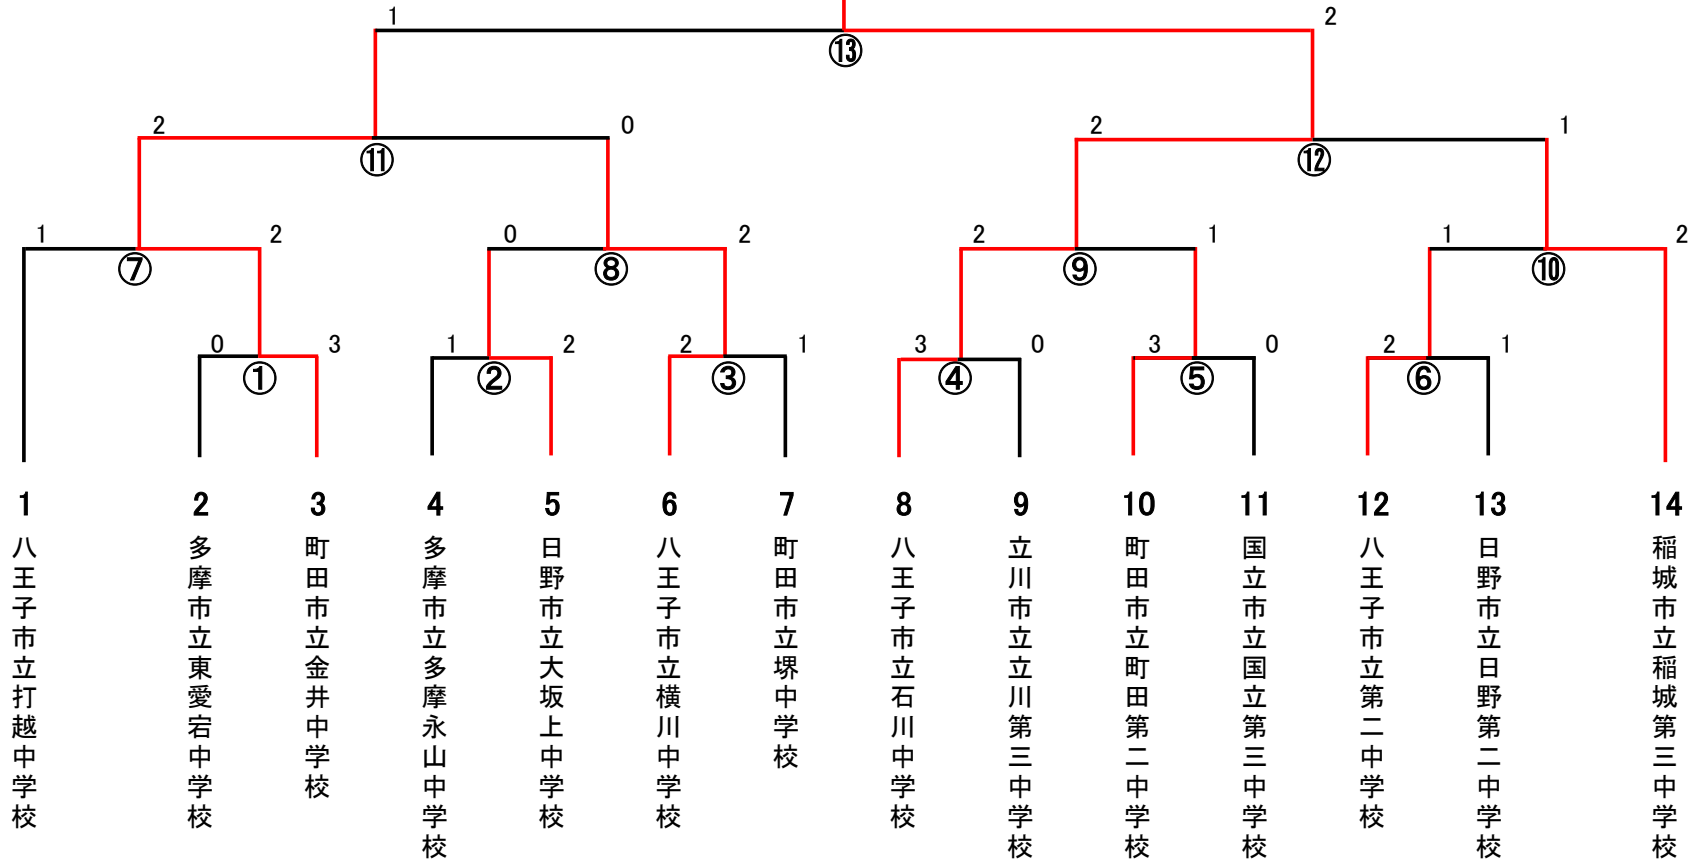 1 2
⑬
2 0 2 1
⑪ ⑫
1 2 0 2 2 1 1 2
⑦ ⑧ ⑨ ⑩
0 3 1 2 2 1 3 0 3 0 2 1
① ② ③ ④ ⑤ ⑥
1 2 3 4 5 6 7 8 9 10 11 12 13 14
八王子市立打越中学校
多摩市立東愛宕中学校
町田市立金井中学校
多摩市立多摩永山中学校
日野市立大坂上中学校
八王子市立横川中学校
町田市立堺中学校
八王子市立石川中学校
立川市立立川第三中学校
町田市立町田第二中学校
国立市立国立第三中学校
八王子市立第二中学校
日野市立日野第二中学校
稲城市立稲城第三中学校